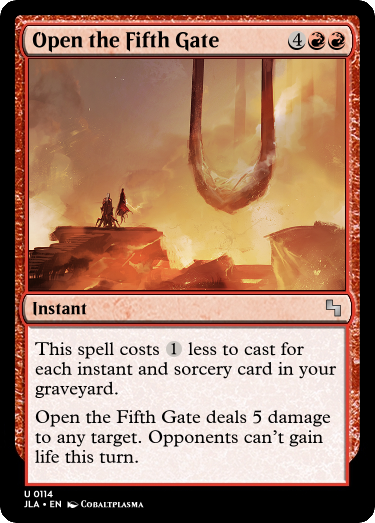 Open the Fifth Gate 4
Instant
This spell costs 1 less to cast for
each instant and sorcery card in your
graveyard.
Open the Fifth Gate deals 5 damage
to any target. Opponents can't gain
life this turn.
U 0114
JLA • EN Cobaltplasma